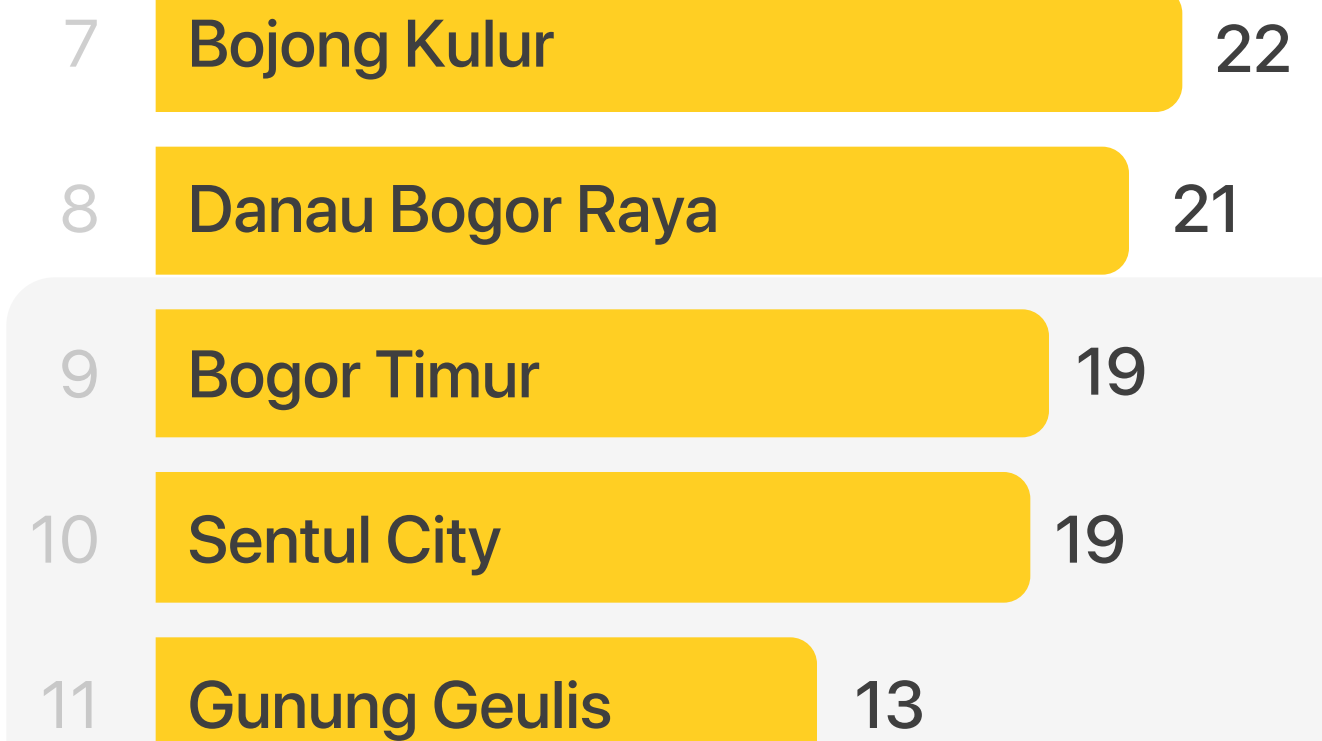 7 Bojong Kulur 22
8 Danau Bogor Raya 21
9 Bogor Timur 19
10 Sentul City 19
11 Gunung Geulis 13